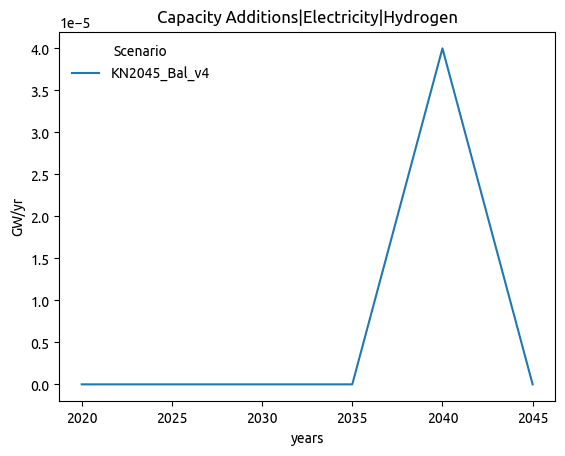 Capacity Additions|Electricity|Hydrogen
1e−5
Scenario
KN2045_Bal_v4
4.0
3.5
3.0
2.5
2.0
1.5
1.0
0.5
0.0
GW/yr
2020 2025 2030 2035 2040 2045
years